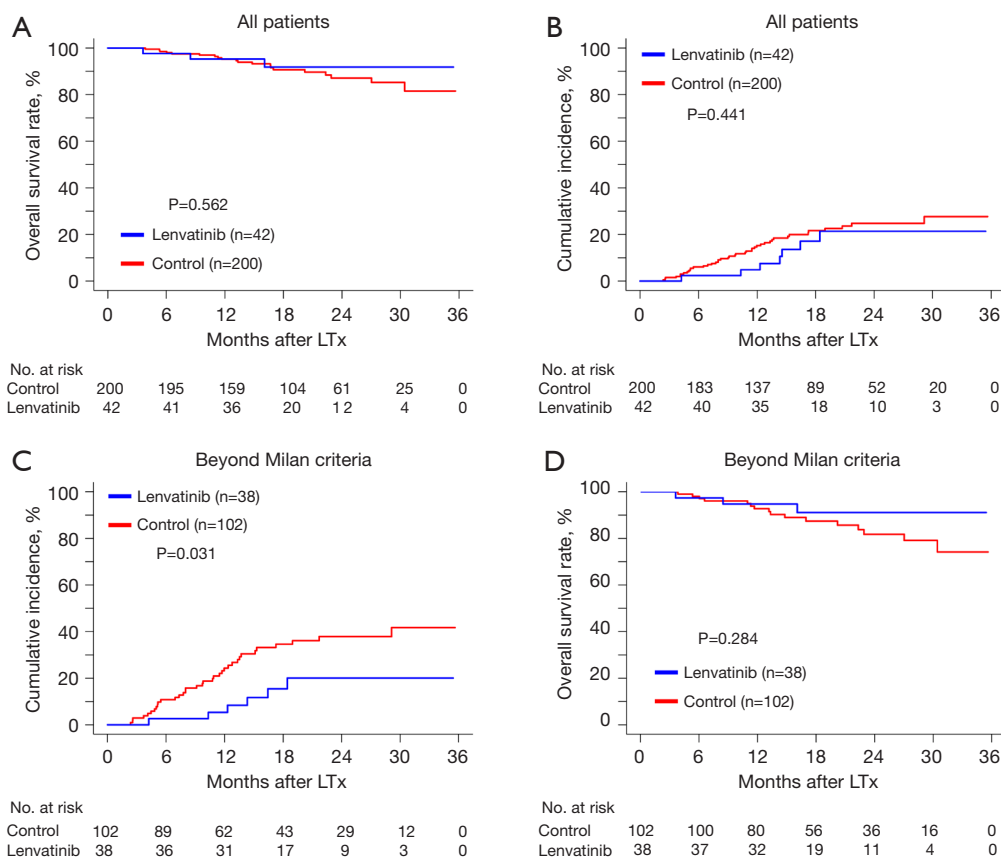 A
All patients
Overall survival rate, %
100
80
60
40
20
0
P=0.562
Lenvatinib (n=42)
Control (n=200)
0 6 12 18 24 30 36
Months after LTx
No. at risk
Control 200 195 159 104 61 25 0
Lenvatinib 42 41 36 20 12 4 0
B
All patients
Cumulative incidence, %
100
80
60
40
20
0
Lenvatinib (n=42)
Control (n=200)
P=0.441
0 6 12 18 24 30 36
Months after LTx
No. at risk
Control 200 183 137 89 52 20 0
Lenvatinib 42 40 35 18 10 3 0
C
Beyond Milan criteria
Cumulative incidence, %
100
80
60
40
20
0
Lenvatinib (n=38)
Control (n=102)
P=0.031
0 6 12 18 24 30 36
Months after LTx
No. at risk
Control 102 89 62 43 29 12 0
Lenvatinib 38 36 31 17 9 3 0
D
Beyond Milan criteria
Overall survival rate, %
100
80
60
40
20
0
P=0.284
Lenvatinib (n=38)
Control (n=102)
0 6 12 18 24 30 36
Months after LTx
No. at risk
Control 102 100 80 56 36 16 0
Lenvatinib 38 37 32 19 11 4 0